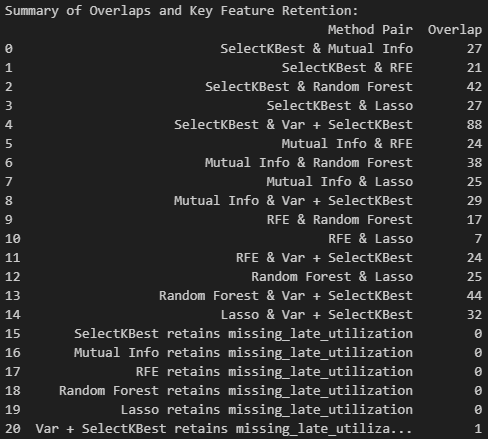 Summary of Overlaps and Key Feature Retention:
Method Pair Overlap
0 SelectKBest & Mutual Info 27
1 SelectKBest & RFE 21
2 SelectKBest & Random Forest 42
3 SelectKBest & Lasso 27
4 SelectKBest & Var + SelectKBest 88
5 Mutual Info & RFE 24
6 Mutual Info & Random Forest 38
7 Mutual Info & Lasso 25
8 Mutual Info & Var + SelectKBest 29
9 RFE & Random Forest 17
10 RFE & Lasso 7
11 RFE & Var + SelectKBest 24
12 Random Forest & Lasso 25
13 Random Forest & Var + SelectKBest 44
14 Lasso & Var + SelectKBest 32
15 SelectKBest retains missing_late_utilization 0
16 Mutual Info retains missing_late_utilization 0
17 RFE retains missing_late_utilization 0
18 Random Forest retains missing_late_utilization 0
19 Lasso retains missing_late_utilization 0
20 Var + SelectKBest retains missing_late_utiliza... 1